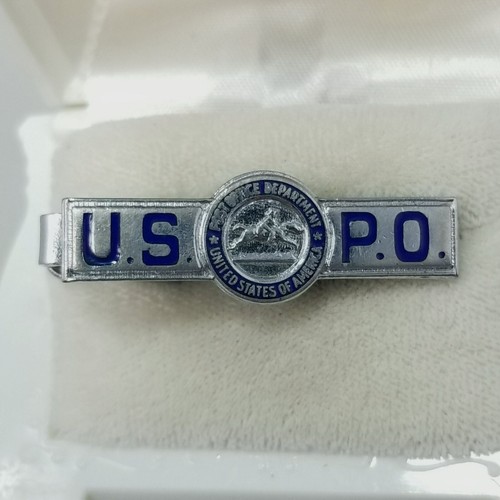 U.S. P.O.
POST OFFICE DEPARTMENT
UNITED STATES OF AMERICA